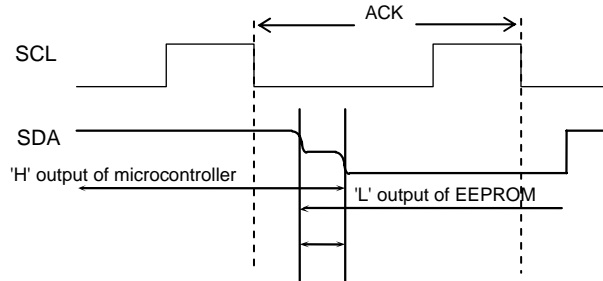 ACK
SCL
SDA
'H' output of microcontroller
'L' output of EEPROM